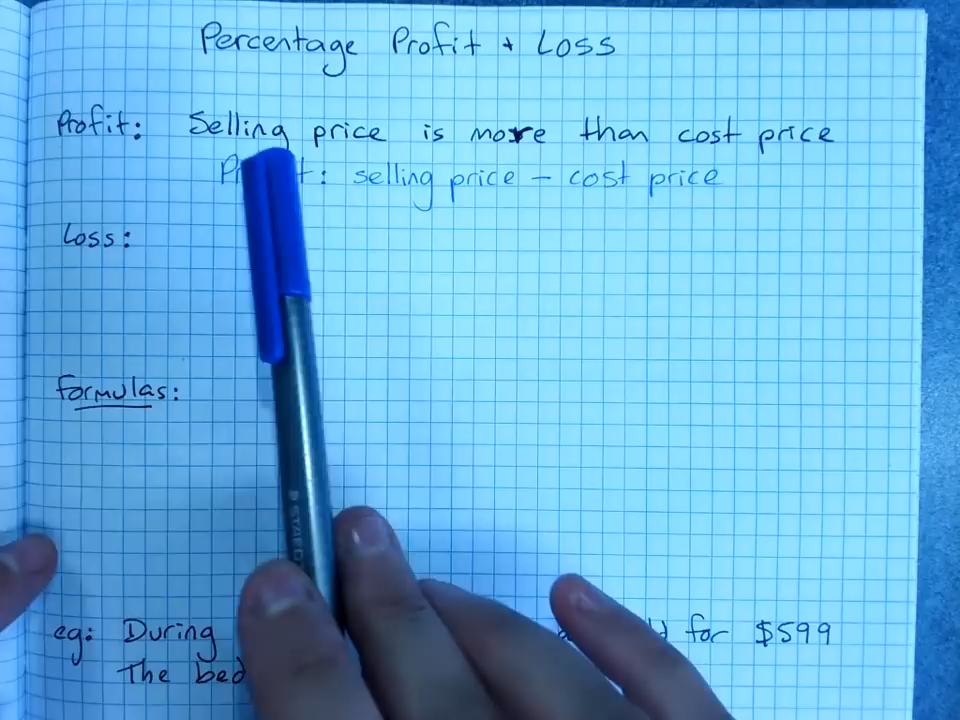 Percentage Profit + Loss
Profit: Selling price is more than cost price
: selling price - cost price
Loss:
Formulas:
eg: During for $599
The bed